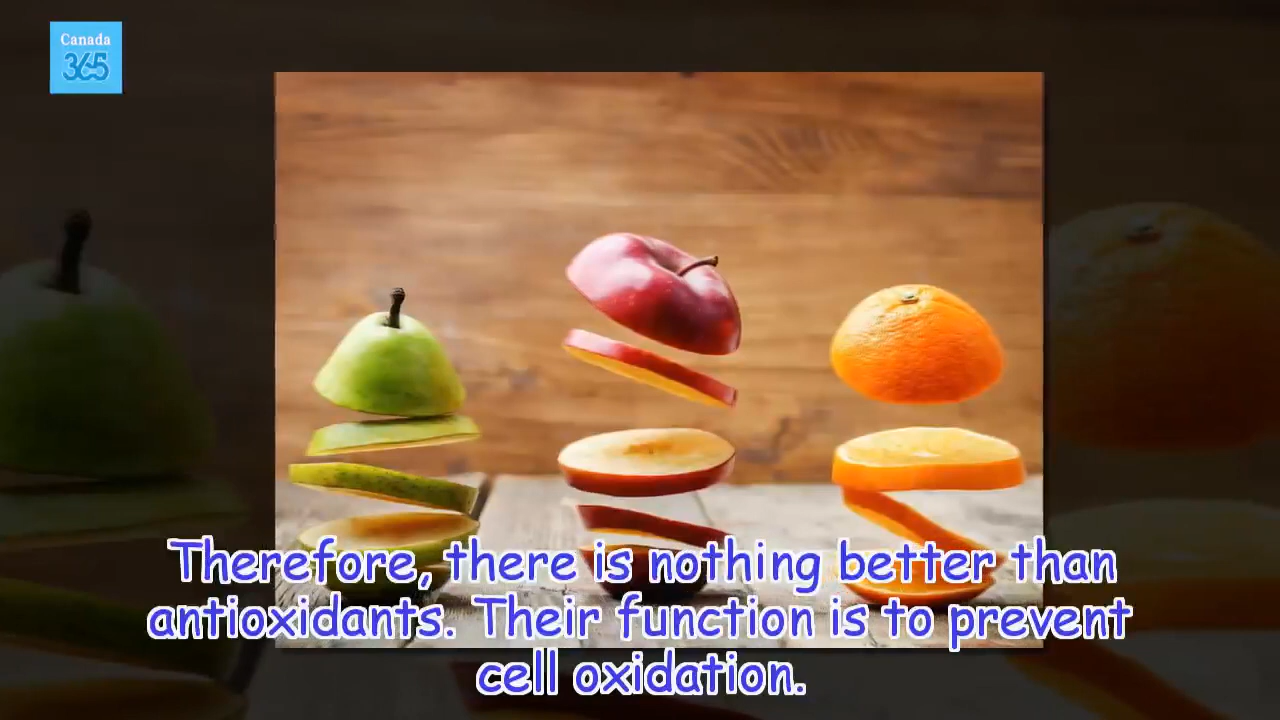 Canada
365
Therefore, there is nothing better than
antioxidants. Their function is to prevent
cell oxidation.